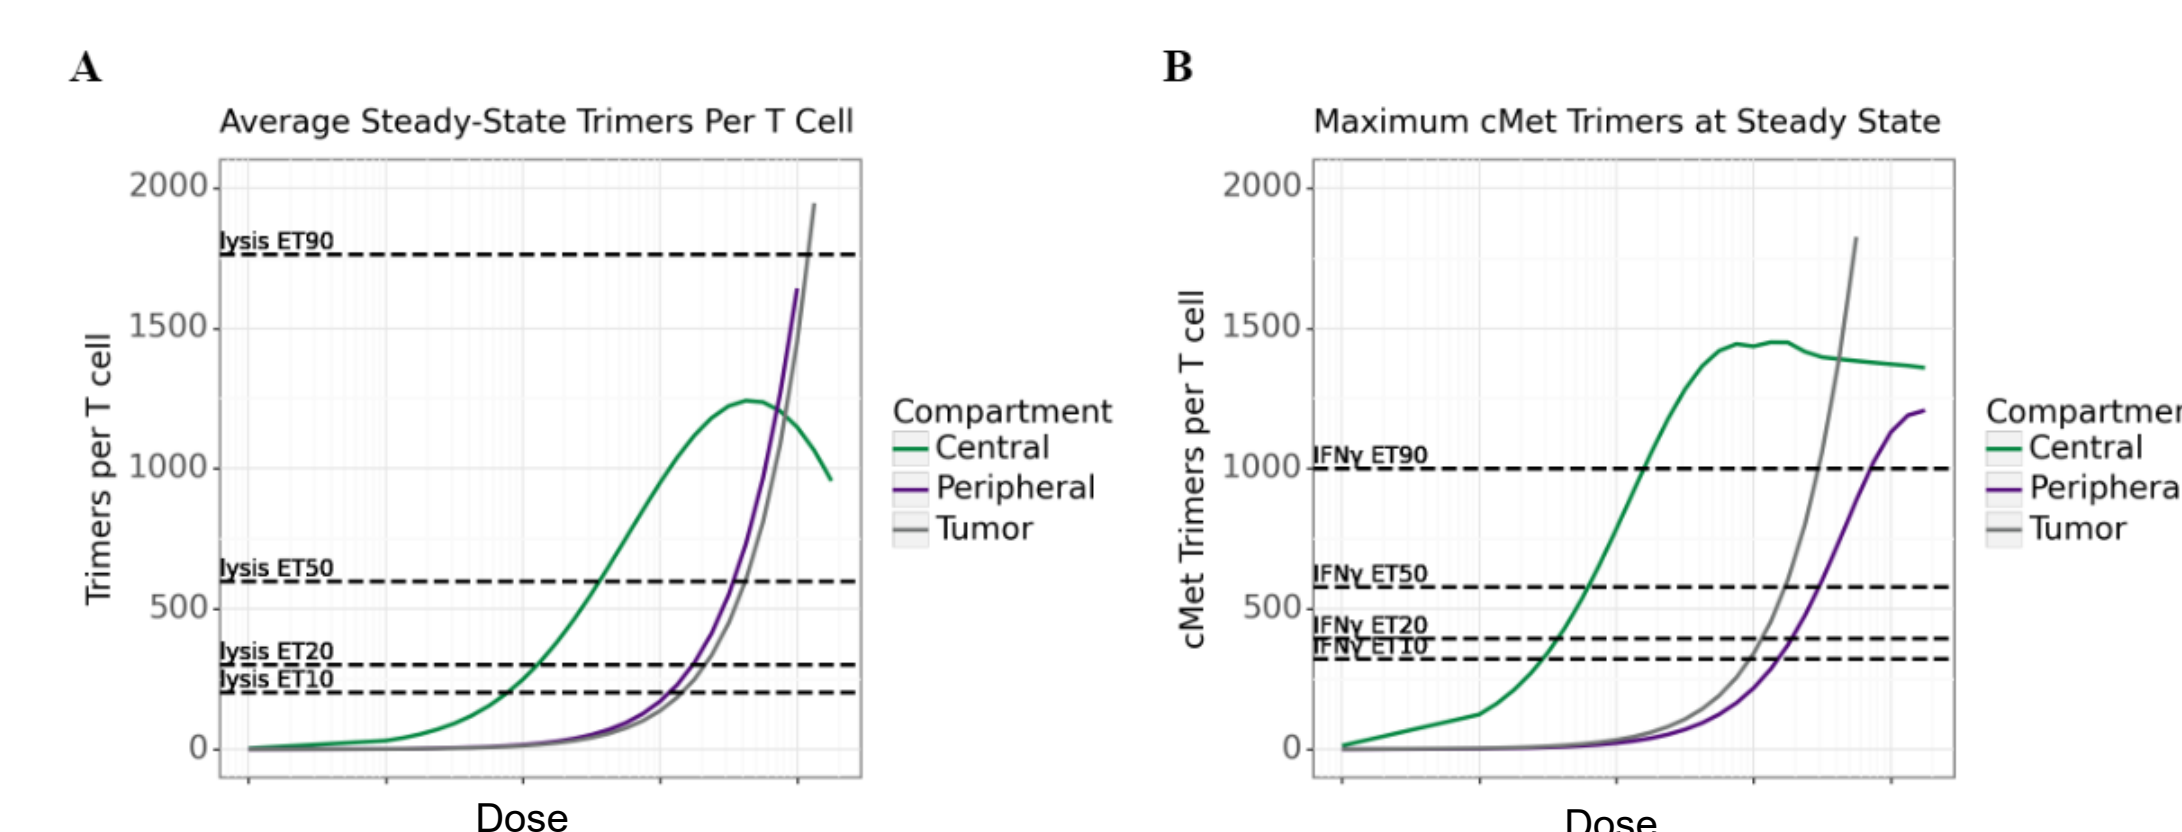 A
Average Steady-State Trimers Per T Cell
Trimers per T cell
2000
1500
1000
500
0
lysis ET90
lysis ET50
lysis ET20
lysis ET10
Dose
Compartment
Central
Peripheral
Tumor
B
Maximum cMet Trimers at Steady State
cMet Trimers per T cell
2000
1500
1000
500
0
IFNγ ET90
IFNγ ET50
IFNγ ET20
IFNγ ET10
Dose
Compartmen
Central
Periphera
Tumor